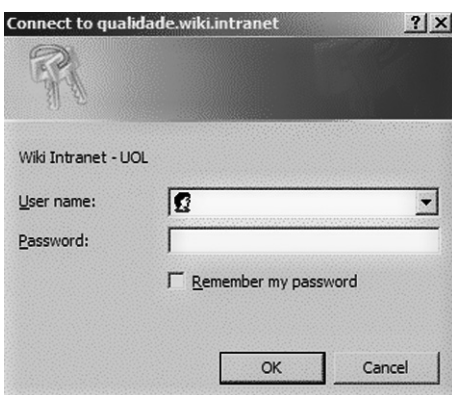 Connect to qualidade.wiki.intranet
Wiki Intranet - UOL
User name:
Password:
Remember my password
OK Cancel